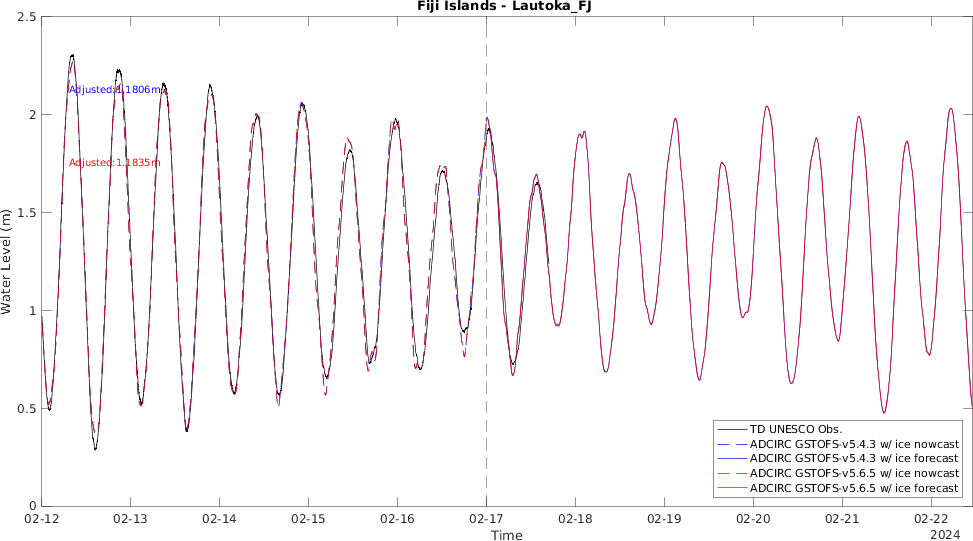 Fiji Islands - Lautoka_FJ
2.5
2
1.5
1
0.5
0
Water Level (m)
Adjusted:1.1806m
Adjusted:1.1835m
TD UNESCO Obs.
ADCIRC GSTOFS-v5.4.3 w/ ice nowcast
ADCIRC GSTOFS-v5.4.3 w/ ice forecast
ADCIRC GSTOFS-v5.6.5 w/ ice nowcast
ADCIRC GSTOFS-v5.6.5 w/ ice forecast
02-12 02-13 02-14 02-15 02-16 02-17 02-18 02-19 02-20 02-21 02-22
Time
2024